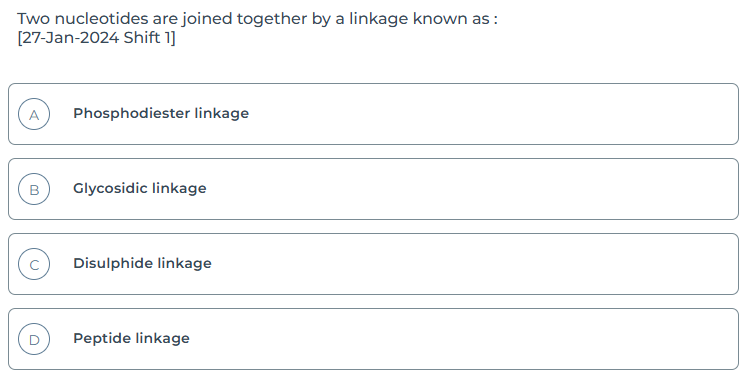 Two nucleotides are joined together by a linkage known as :
[27-Jan-2024 Shift 1]
A Phosphodiester linkage
B Glycosidic linkage
C Disulphide linkage
D Peptide linkage